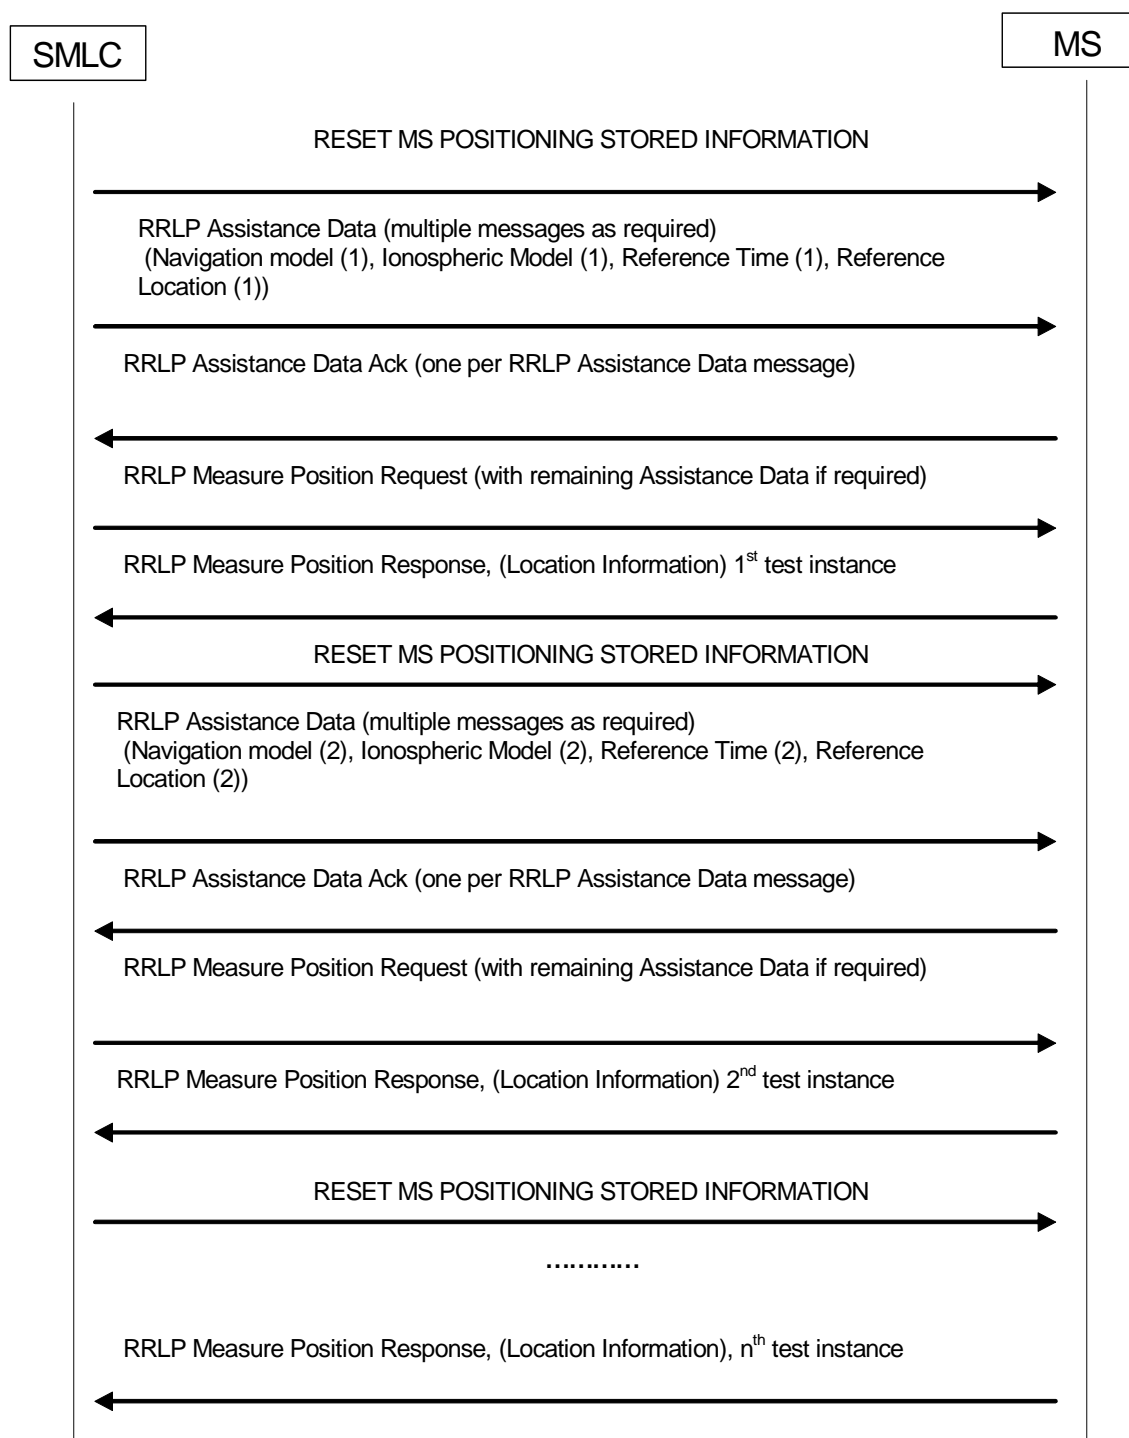 SMLC
MS
RESET MS POSITIONING STORED INFORMATION
RRLP Assistance Data (multiple messages as required)
(Navigation model (1), Ionospheric Model (1), Reference Time (1), Reference
Location (1))
RRLP Assistance Data Ack (one per RRLP Assistance Data message)
RRLP Measure Position Request (with remaining Assistance Data if required)
RRLP Measure Position Response, (Location Information) 1st test instance
RESET MS POSITIONING STORED INFORMATION
RRLP Assistance Data (multiple messages as required)
(Navigation model (2), Ionospheric Model (2), Reference Time (2), Reference
Location (2))
RRLP Assistance Data Ack (one per RRLP Assistance Data message)
RRLP Measure Position Request (with remaining Assistance Data if required)
RRLP Measure Position Response, (Location Information) 2nd test instance
RESET MS POSITIONING STORED INFORMATION
…………
RRLP Measure Position Response, (Location Information), nth test instance